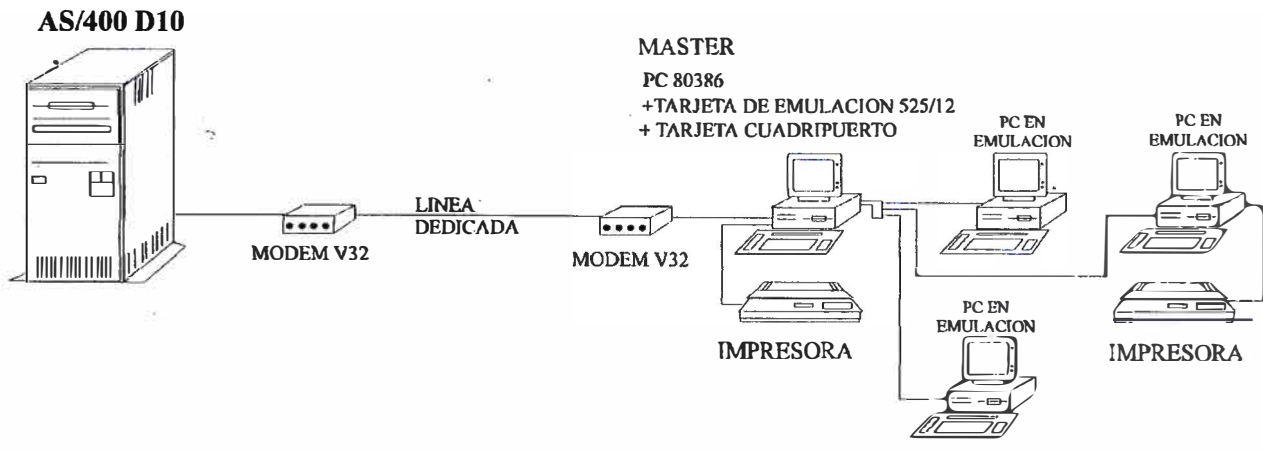 AS/400 D10
MASTER
PC 80386
+TARJETA DE EMULACION 525/12
+ TARJETA CUADRIPUERTO
PC EN
EMULACION
PC EN
EMULACION
LINEA
DEDICADA
MODEM V32
MODEM V32
PC EN
EMULACION
IMPRESORA
IMPRESORA